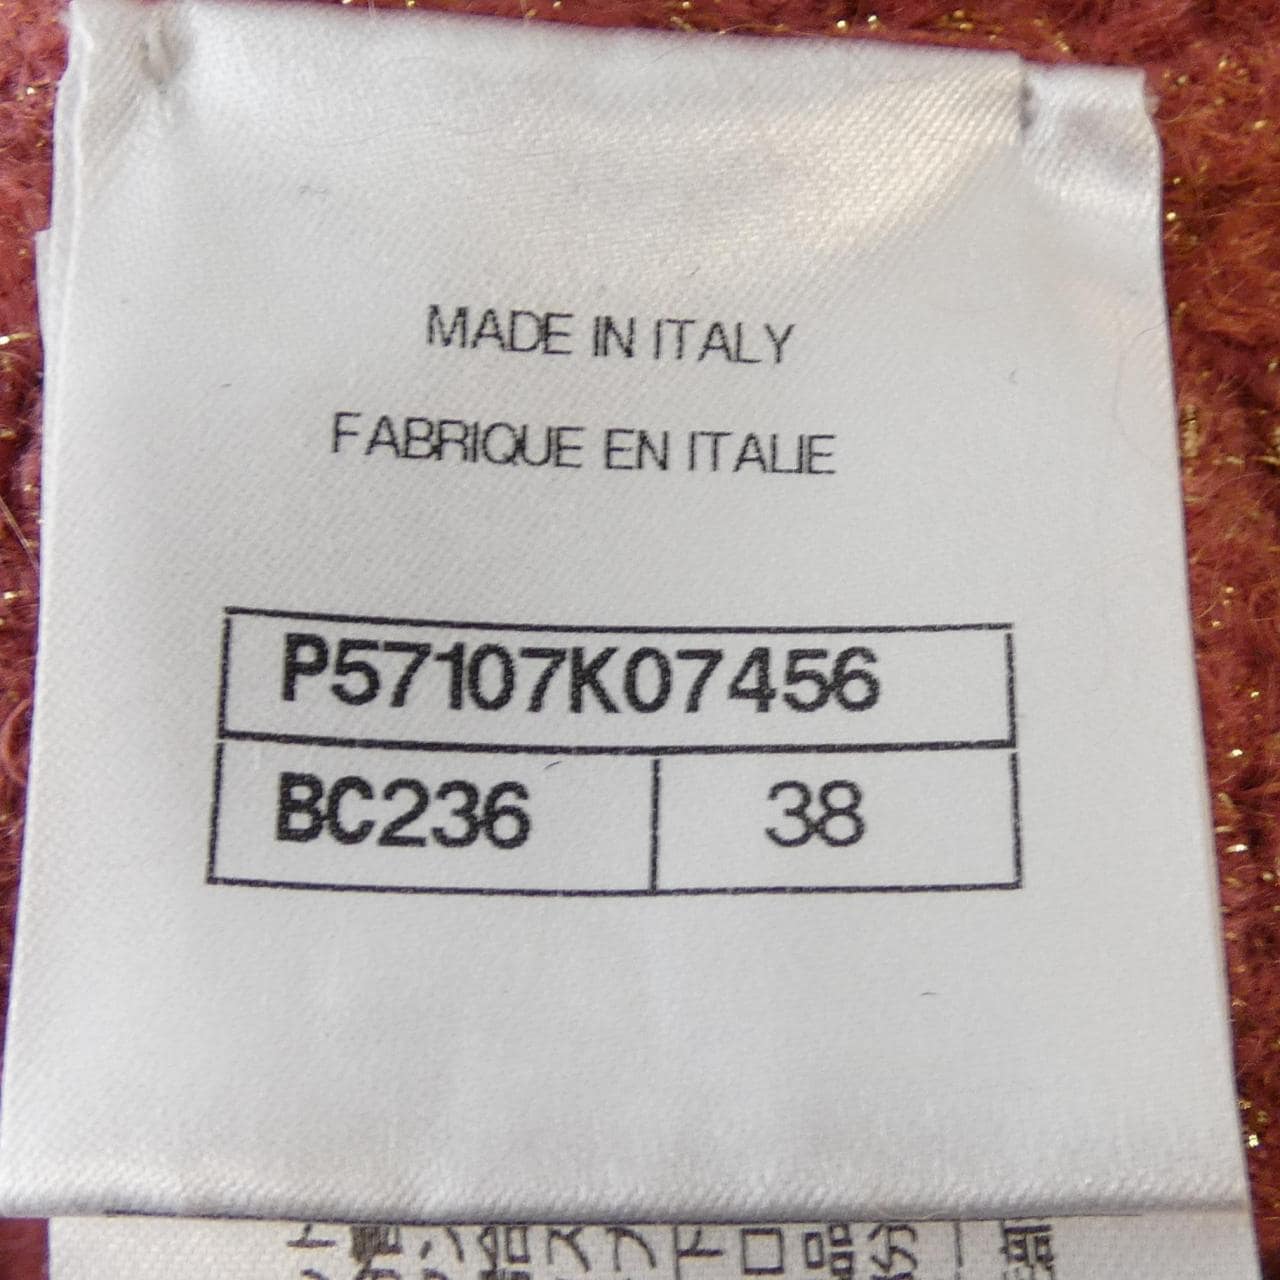 MADE IN ITALY
FABRIQUE EN ITALIE
P57107K07456
BC236 38